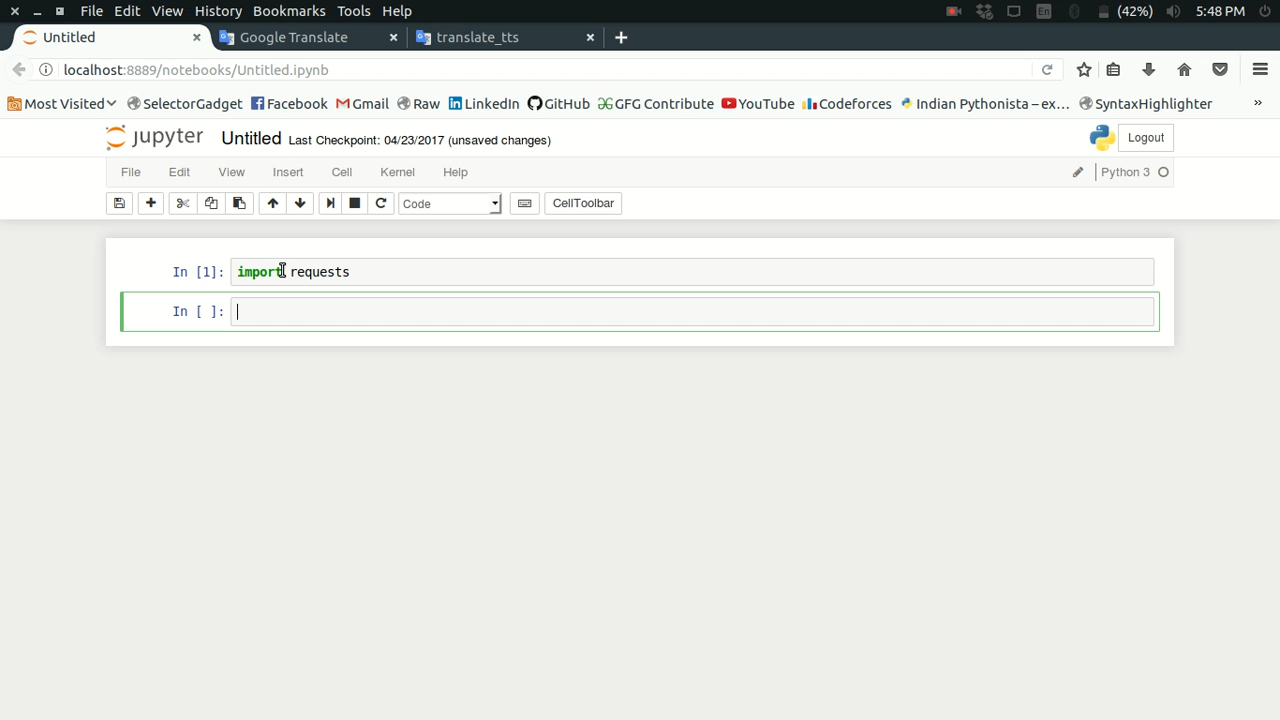 File Edit View History Bookmarks Tools Help En (42%) 5:48 PM
Untitled Google Translate translate_tts
localhost:8889/notebooks/Untitled.ipynb
Most Visited SelectorGadget Facebook Gmail Raw LinkedIn GitHub GFG Contribute YouTube Codeforces Indian Pythonista – ex... SyntaxHighlighter »
jupyter Untitled Last Checkpoint: 04/23/2017 (unsaved changes) Logout
File Edit View Insert Cell Kernel Help Python 3
Code CellToolbar
In [1]: import requests
In [ ]: